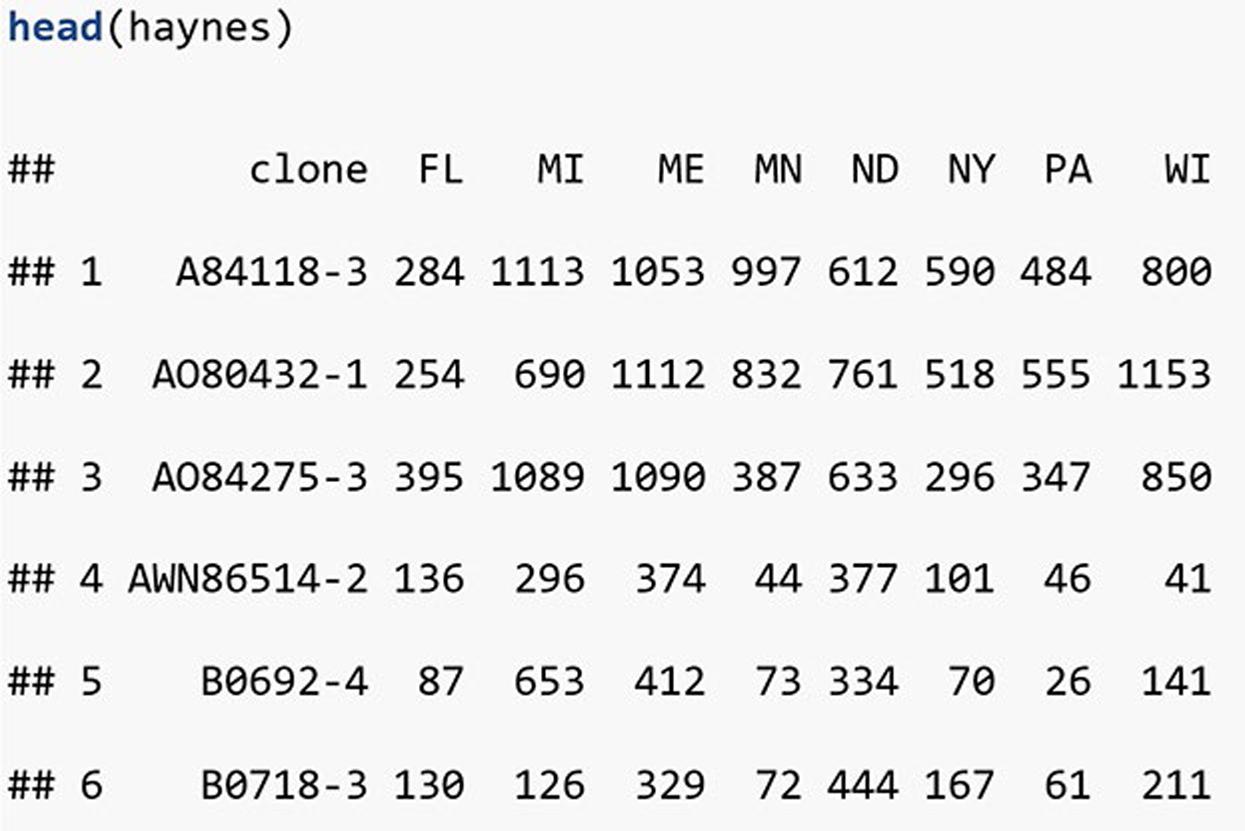 head(haynes)
##          clone  FL   MI   ME  MN  ND  NY  PA   WI
## 1   A84118-3 284 1113 1053 997 612 590 484  800
## 2  AO80432-1 254  690 1112 832 761 518 555 1153
## 3  AO84275-3 395 1089 1090 387 633 296 347  850
## 4 AWN86514-2 136  296  374  44 377 101  46   41
## 5    B0692-4  87  653  412  73 334  70  26  141
## 6    B0718-3 130  126  329  72 444 167  61  211